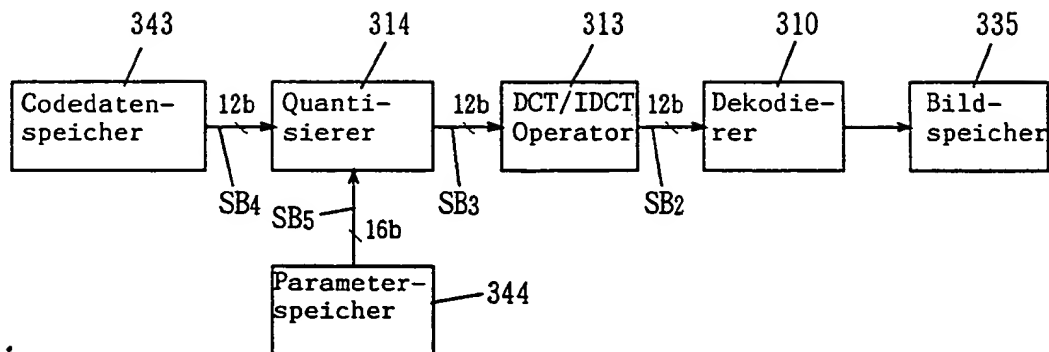 343
314
313
310
335
Codedaten-
speicher
12b
Quanti-
sierer
12b
DCT/IDCT
Operator
12b
Dekodie-
rer
Bild-
speicher
SB4
SB5
SB3
SB2
16b
Parameter-
speicher
344